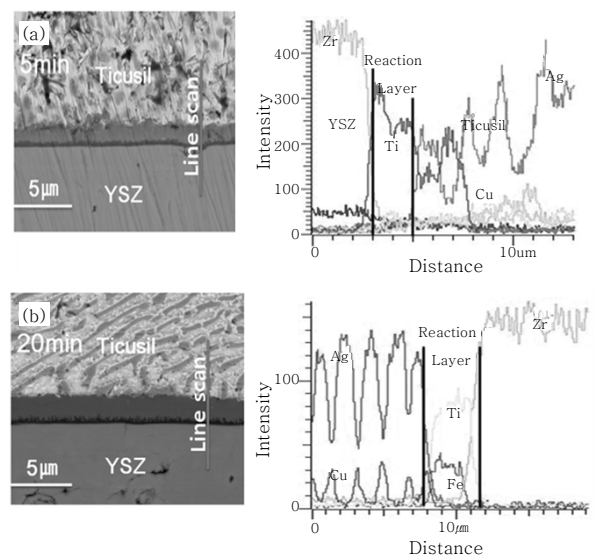 (a)
5min
Ticusil
Line scan
5μm
YSZ
Intensity
400
300
200
100
0
Zr
Reaction
Layer
YSZ
Ti
Ticusil
Ag
Cu
0
10um
Distance
(b)
20min
Ticusil
Line scan
5μm
YSZ
Intensity
100
0
Ag
Cu
Reaction
Layer
Ti
Fe
Zr
0
10㎛
Distance